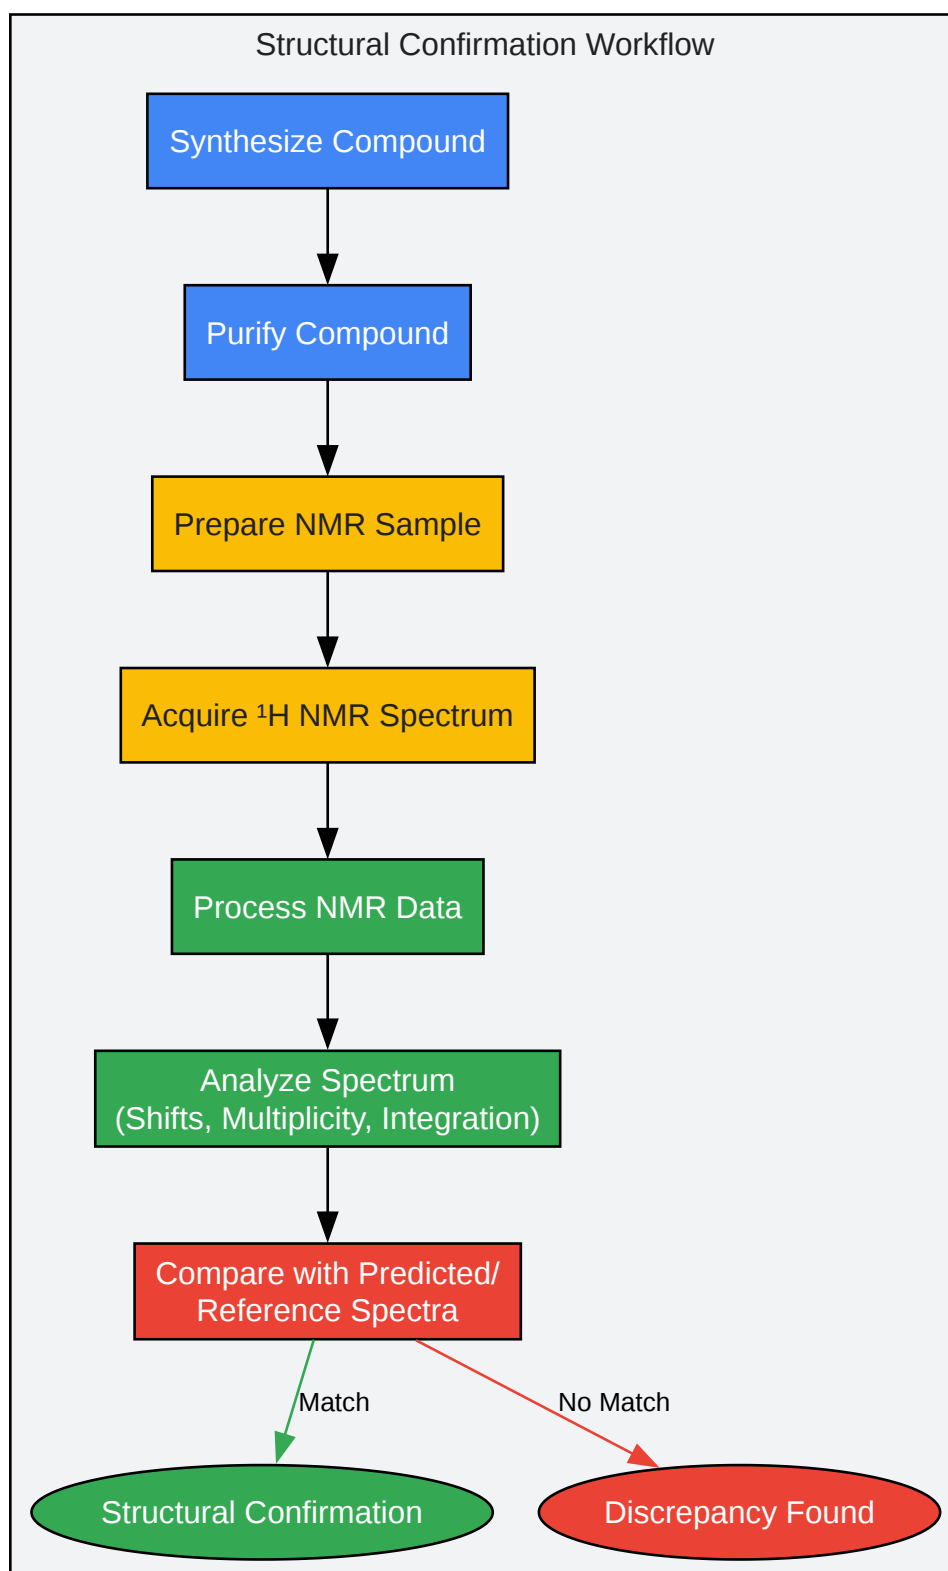 Structural Confirmation Workflow
Synthesize Compound
Purify Compound
Prepare NMR Sample
Acquire ¹H NMR Spectrum
Process NMR Data
Analyze Spectrum
(Shifts, Multiplicity, Integration)
Compare with Predicted/
Reference Spectra
Match
No Match
Structural Confirmation
Discrepancy Found